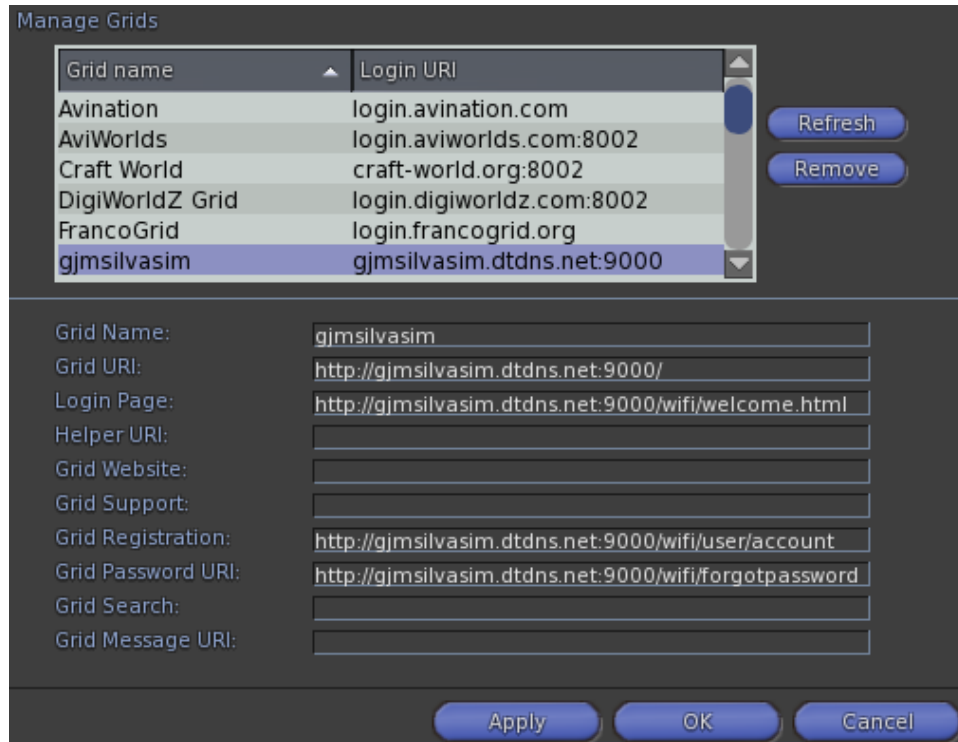 Manage Grids
Grid name Login URI
Avination login.avination.com
AviWorlds login.aviworlds.com:8002
Craft World craft-world.org:8002
DigiWorldZ Grid login.digiworldz.com:8002
FrancoGrid login.francogrid.org
gjmsilvasim gjmsilvasim.dtdns.net:9000
Refresh
Remove
Grid Name: gjmsilvasim
Grid URI: http://gjmsilvasim.dtdns.net:9000/
Login Page: http://gjmsilvasim.dtdns.net:9000/wifi/welcome.html
Helper URI:
Grid Website:
Grid Support:
Grid Registration: http://gjmsilvasim.dtdns.net:9000/wifi/user/account
Grid Password URI: http://gjmsilvasim.dtdns.net:9000/wifi/forgotpassword
Grid Search:
Grid Message URI:
Apply OK Cancel